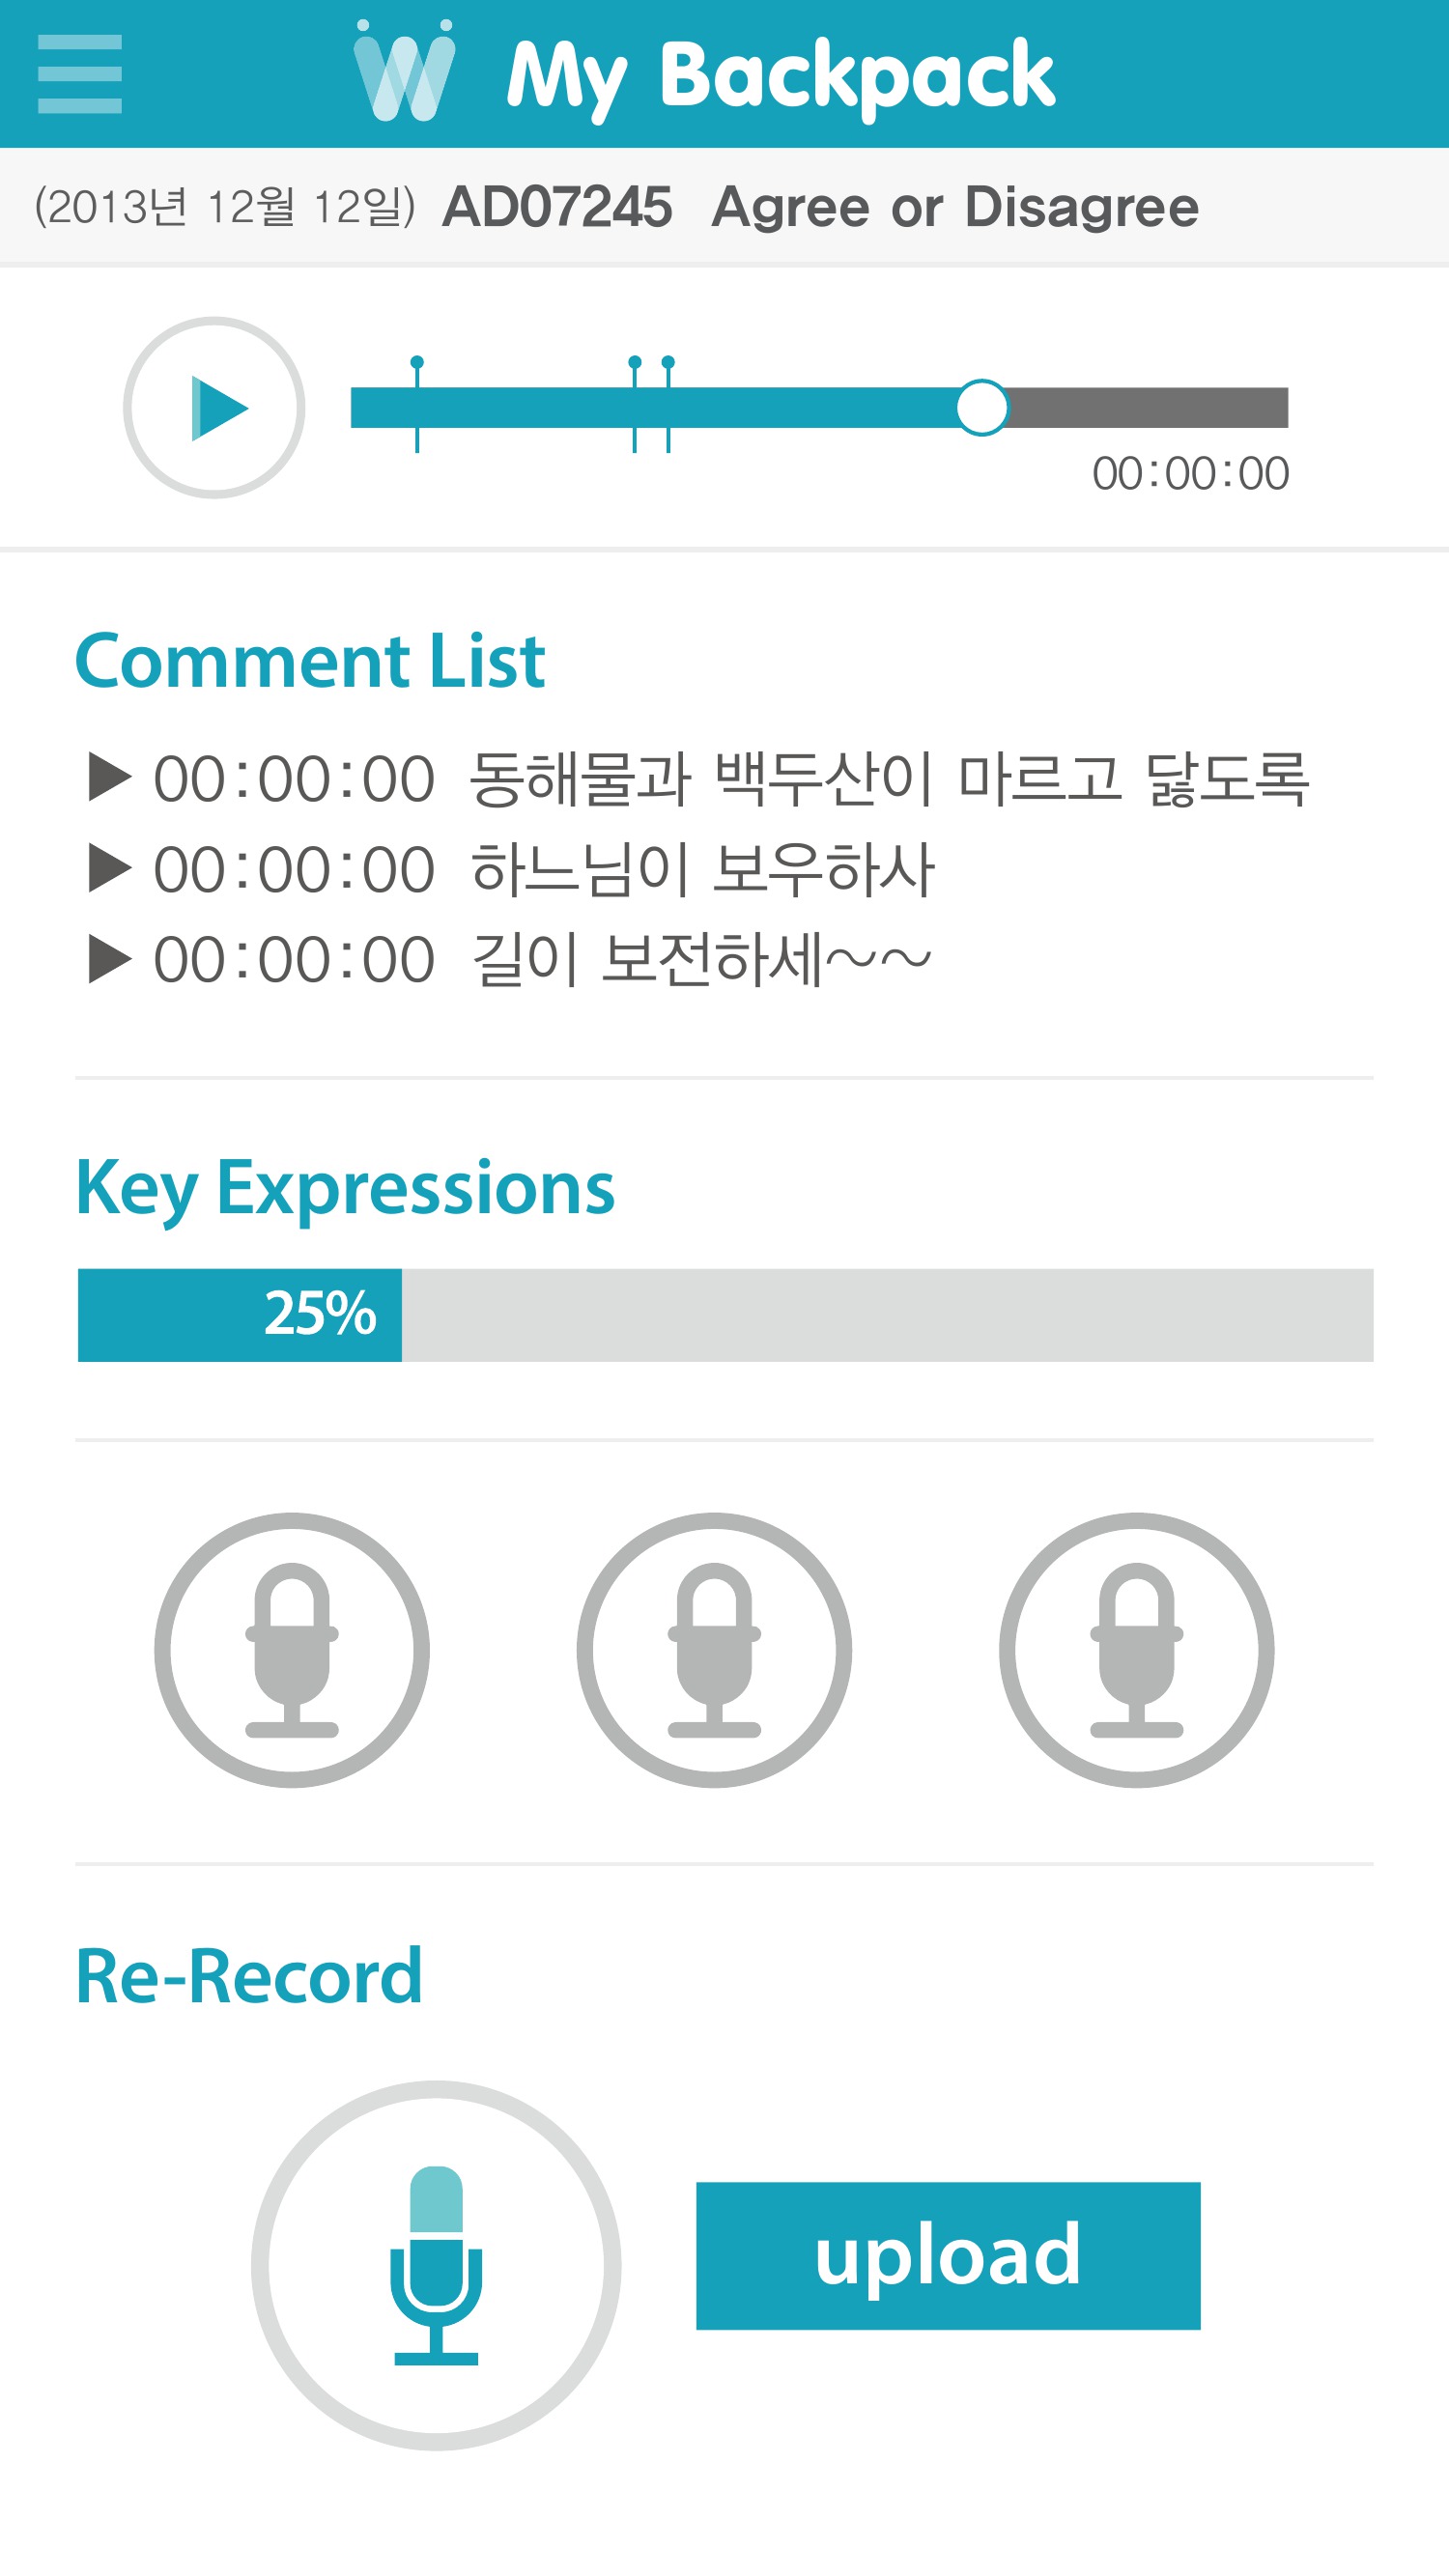 My Backpack
(2013년 12월 12일) AD07245 Agree or Disagree
00:00:00
Comment List
00:00:00 동해물과 백두산이 마르고 닳도록
00:00:00 하느님이 보우하사
00:00:00 길이 보전하세~~
Key Expressions
25%
Re-Record
upload